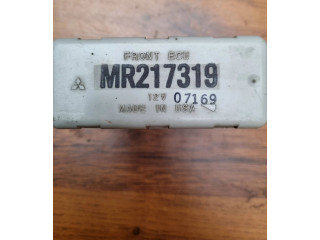 FRONT ECU
MR217319
12V 07169
MADE IN USA